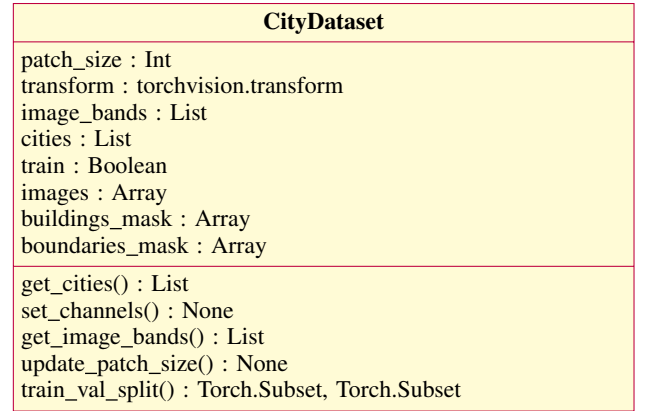 CityDataset
patch_size : Int
transform : torchvision.transform
image_bands : List
cities : List
train : Boolean
images : Array
buildings_mask : Array
boundaries_mask : Array
get_cities() : List
set_channels() : None
get_image_bands() : List
update_patch_size() : None
train_val_split() : Torch.Subset, Torch.Subset